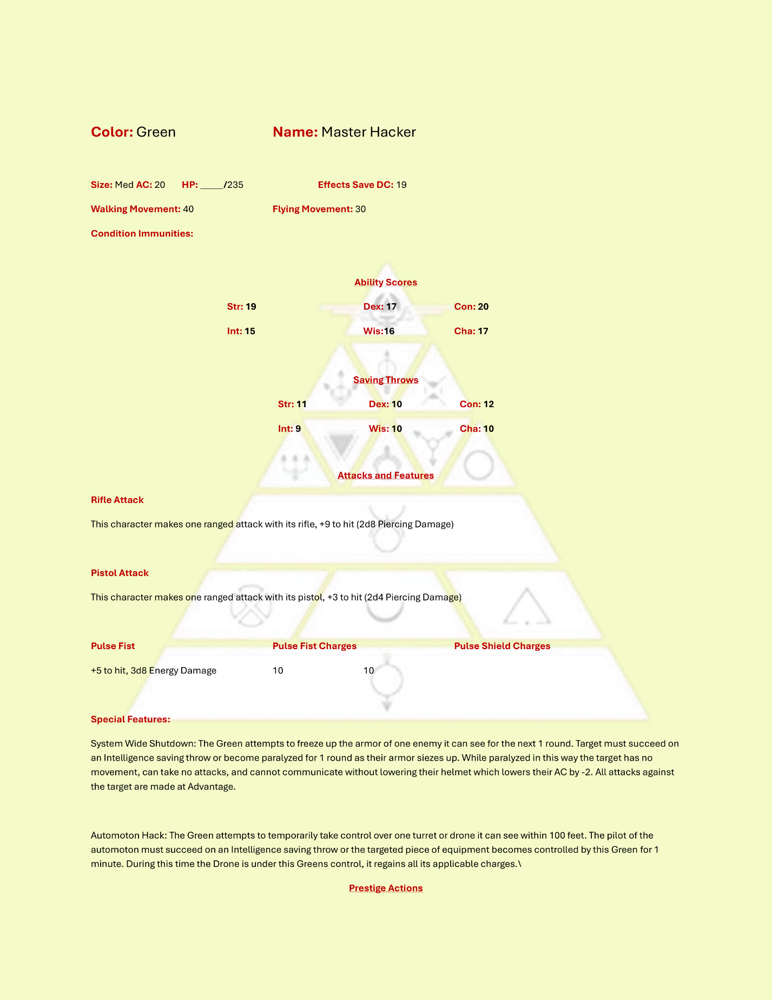 Color: Green Name: Master Hacker
Size: Med AC: 20 HP: _____/235 Effects Save DC: 19
Walking Movement: 40 Flying Movement: 30
Condition Immunities:
Ability Scores
Str: 19 Dex: 17 Con: 20
Int: 15 Wis:16 Cha: 17
Saving Throws
Str: 11 Dex: 10 Con: 12
Int: 9 Wis: 10 Cha: 10
Attacks and Features
Rifle Attack
This character makes one ranged attack with its rifle, +9 to hit (2d8 Piercing Damage)
Pistol Attack
This character makes one ranged attack with its pistol, +3 to hit (2d4 Piercing Damage)
Pulse Fist Pulse Fist Charges Pulse Shield Charges
+5 to hit, 3d8 Energy Damage 10 10
Special Features:
System Wide Shutdown: The Green attempts to freeze up the armor of one enemy it can see for the next 1 round. Target must succeed on
an Intelligence saving throw or become paralyzed for 1 round as their armor siezes up. While paralyzed in this way the target has no
movement, can take no attacks, and cannot communicate without lowering their helmet which lowers their AC by -2. All attacks against
the target are made at Advantage.
Automoton Hack: The Green attempts to temporarily take control over one turret or drone it can see within 100 feet. The pilot of the
automoton must succeed on an Intelligence saving throw or the targeted piece of equipment becomes controlled by this Green for 1
minute. During this time the Drone is under this Greens control, it regains all its applicable charges.\
Prestige Actions